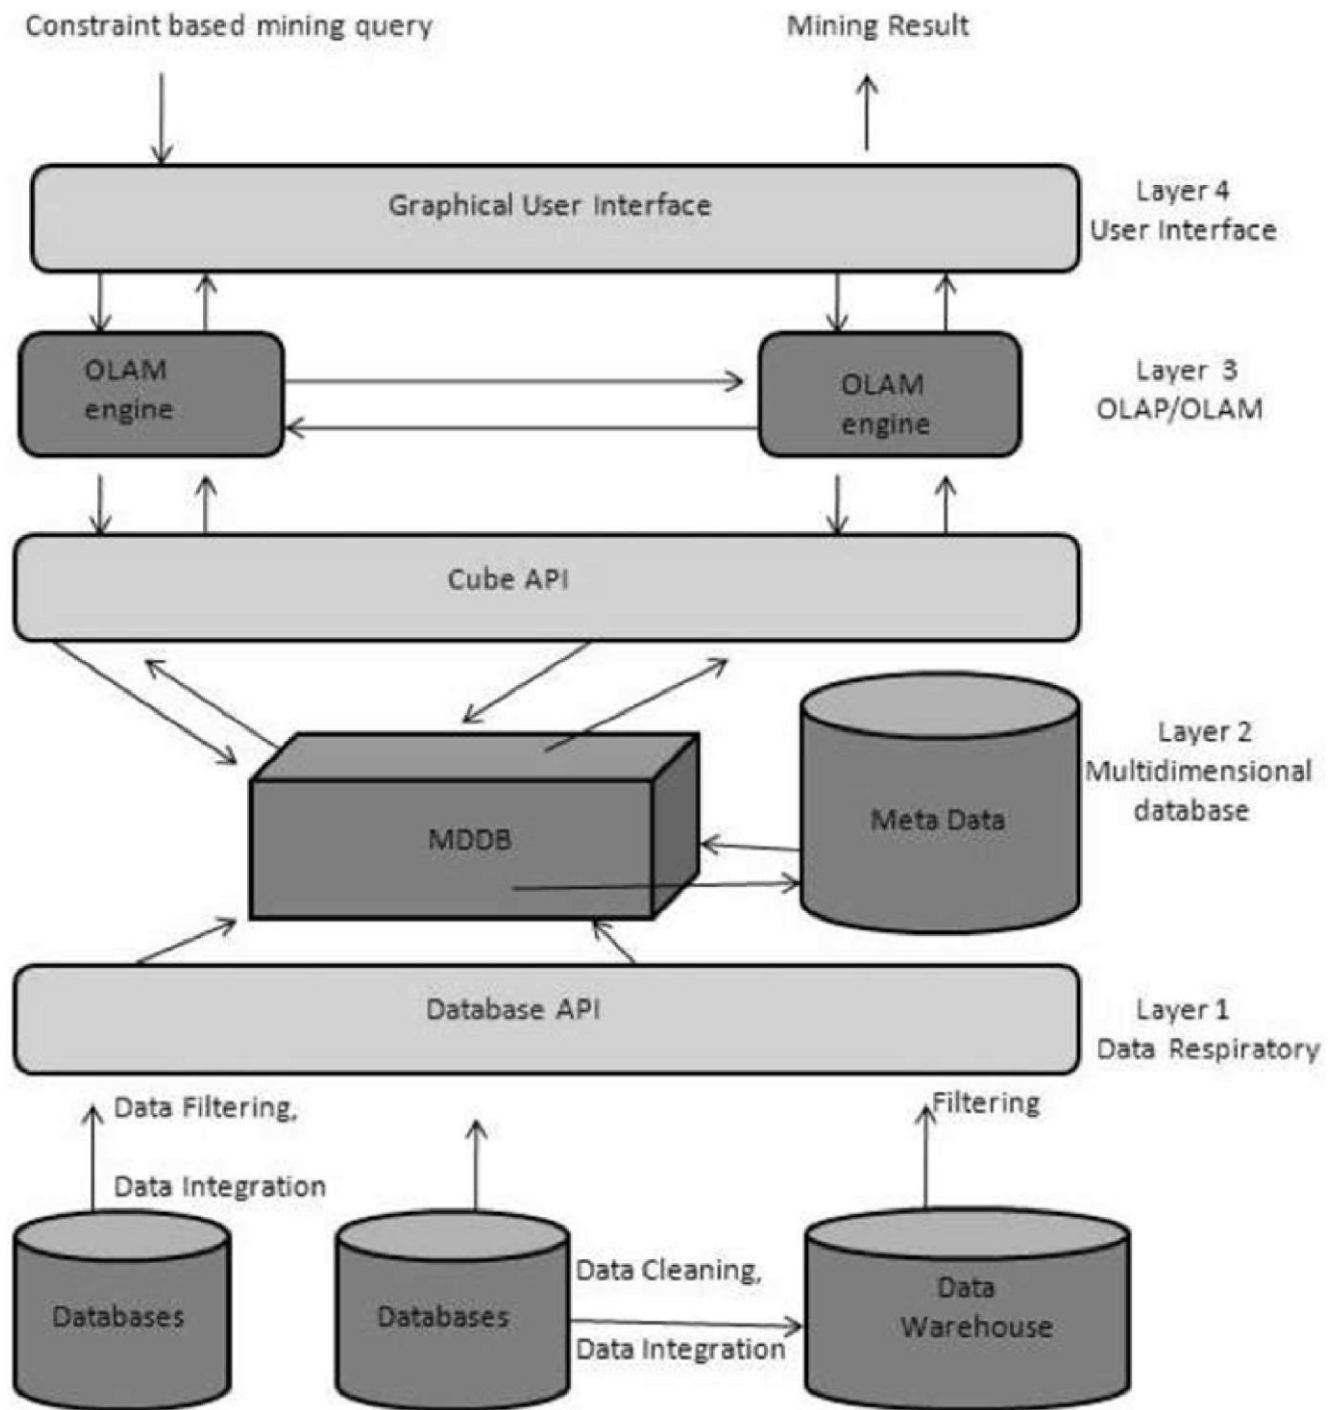 Constraint based mining query
Mining Result
Graphical User Interface
Layer 4
User Interface
OLAM
engine
OLAM
engine
Layer 3
OLAP/OLAM
Cube API
Layer 2
Multidimensional
database
MDDB
Meta Data
Database API
Layer 1
Data Respiratory
Data Filtering,
Data Integration
Filtering
Databases
Databases
Data Cleaning,
Data Integration
Data
Warehouse